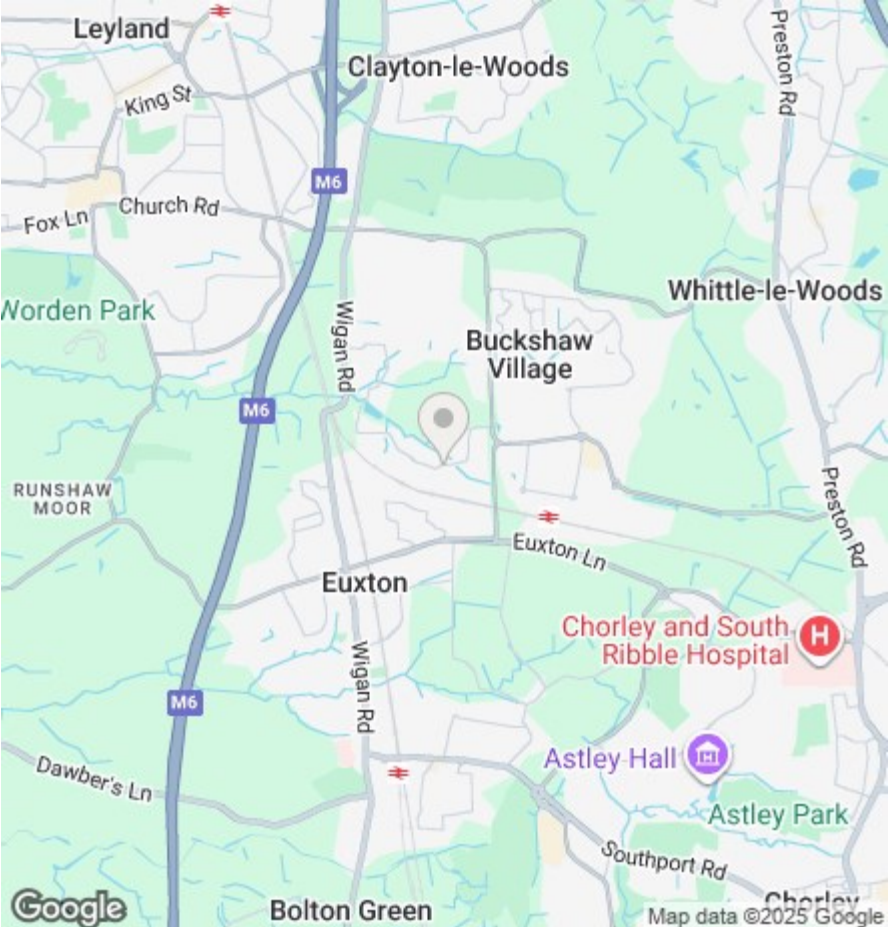 Leyland
Preston Rd
Clayton-le-Woods
King St
M6
Church Rd
Fox Ln
Whittle-le-Woods
Worden Park
Wigan Rd
Buckshaw
Village
M6
RUNSHAW
MOOR
Preston Rd
Euxton Ln
Euxton
Chorley and South
Ribble Hospital
H
Wigan Rd
M6
Astley Hall
Dawber's Ln
Astley Park
Southport Rd
Chorley
Google
Bolton Green
Map data ©2025 Google